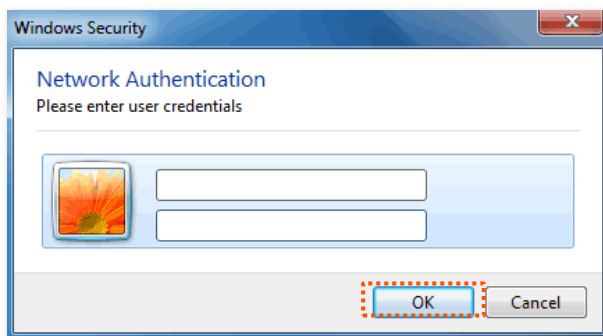 Windows Security
Network Authentication
Please enter user credentials
OK
Cancel